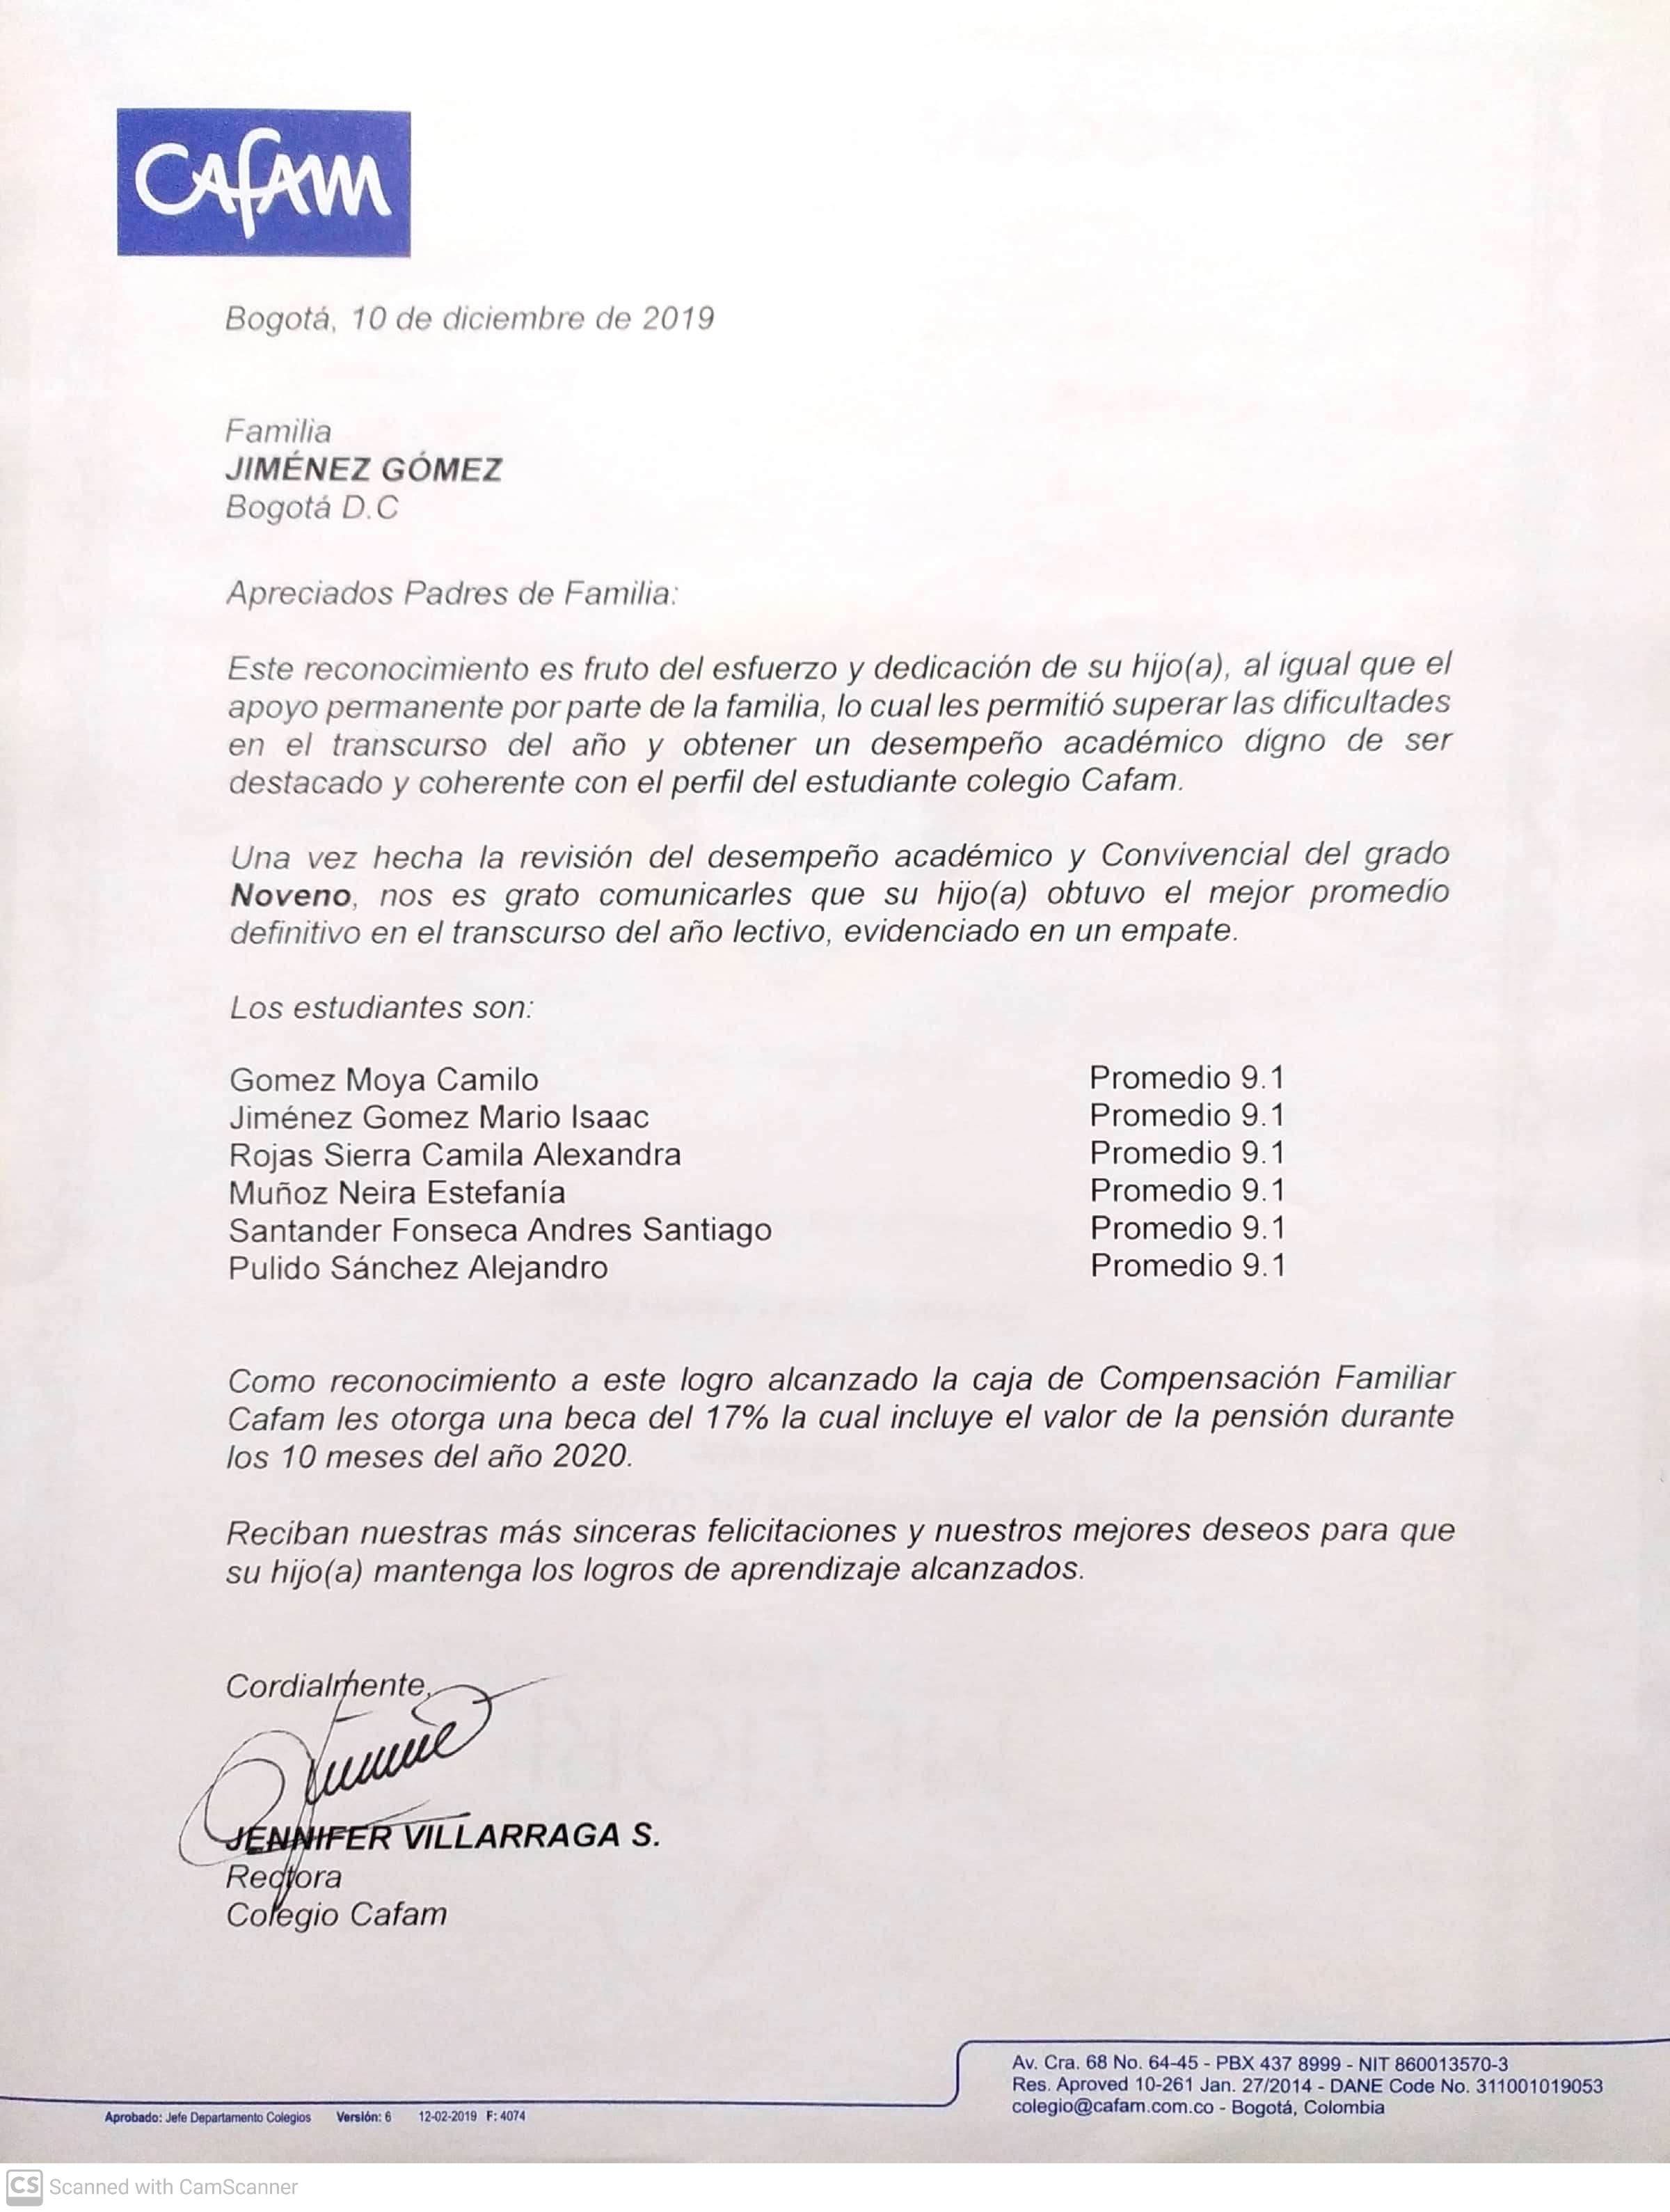 CAFAM
Bogotá, 10 de diciembre de 2019
Familia
JIMÉNEZ GÓMEZ
Bogotá D.C
Apreciados Padres de Familia:
Este reconocimiento es fruto del esfuerzo y dedicación de su hijo(a), al igual que el
apoyo permanente por parte de la familia, lo cual les permitió superar las dificultades
en el transcurso del año y obtener un desempeño académico digno de ser
destacado y coherente con el perfil del estudiante colegio Cafam.
Una vez hecha la revisión del desempeño académico y Convivencial del grado
Noveno, nos es grato comunicarles que su hijo(a) obtuvo el mejor promedio
definitivo en el transcurso del año lectivo, evidenciado en un empate.
Los estudiantes son:
Gomez Moya Camilo Promedio 9.1
Jiménez Gomez Mario Isaac Promedio 9.1
Rojas Sierra Camila Alexandra Promedio 9.1
Muñoz Neira Estefanía Promedio 9.1
Santander Fonseca Andres Santiago Promedio 9.1
Pulido Sánchez Alejandro Promedio 9.1
Como reconocimiento a este logro alcanzado la caja de Compensación Familiar
Cafam les otorga una beca del 17% la cual incluye el valor de la pensión durante
los 10 meses del año 2020.
Reciban nuestras más sinceras felicitaciones y nuestros mejores deseos para que
su hijo(a) mantenga los logros de aprendizaje alcanzados.
Cordialmente,
JENNIFER VILLARRAGA S.
Rectora
Colegio Cafam
Av. Cra. 68 No. 64-45 - PBX 437 8999 - NIT 860013570-3
Res. Aproved 10-261 Jan. 27/2014 - DANE Code No. 311001019053
colegio@cafam.com.co - Bogotá, Colombia
Aprobado: Jefe Departamento Colegios Versión: 6 12-02-2019 F: 4074
CS Scanned with CamScanner